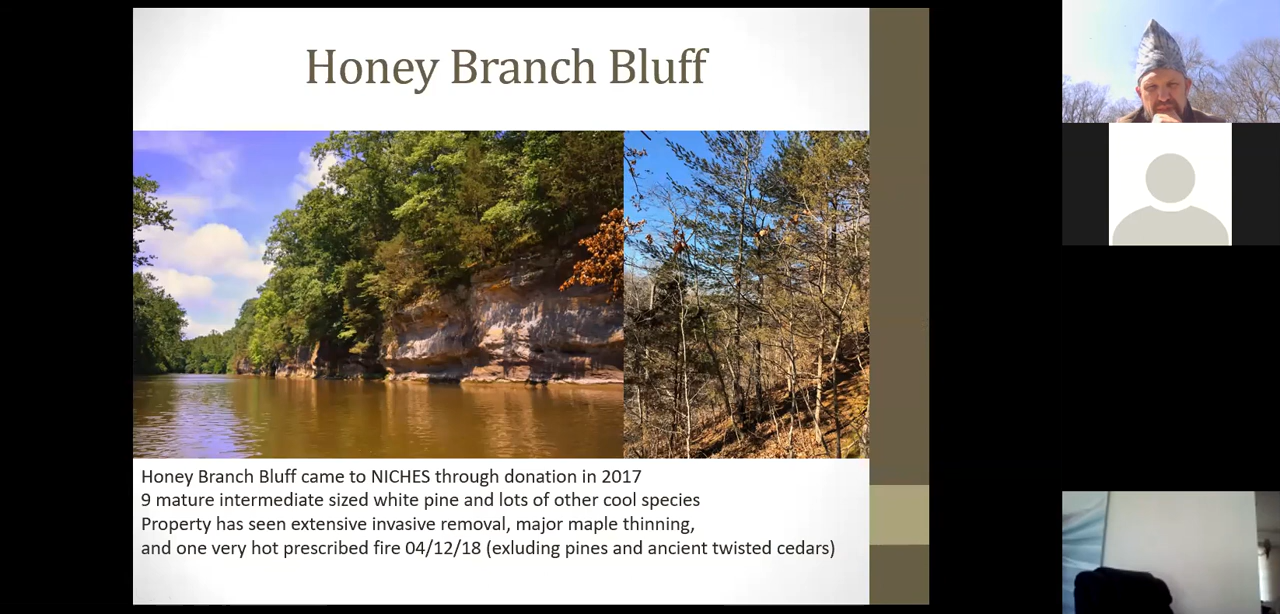 Honey Branch Bluff
Honey Branch Bluff came to NICHES through donation in 2017
9 mature intermediate sized white pine and lots of other cool species
Property has seen extensive invasive removal, major maple thinning,
and one very hot prescribed fire 04/12/18 (exluding pines and ancient twisted cedars)